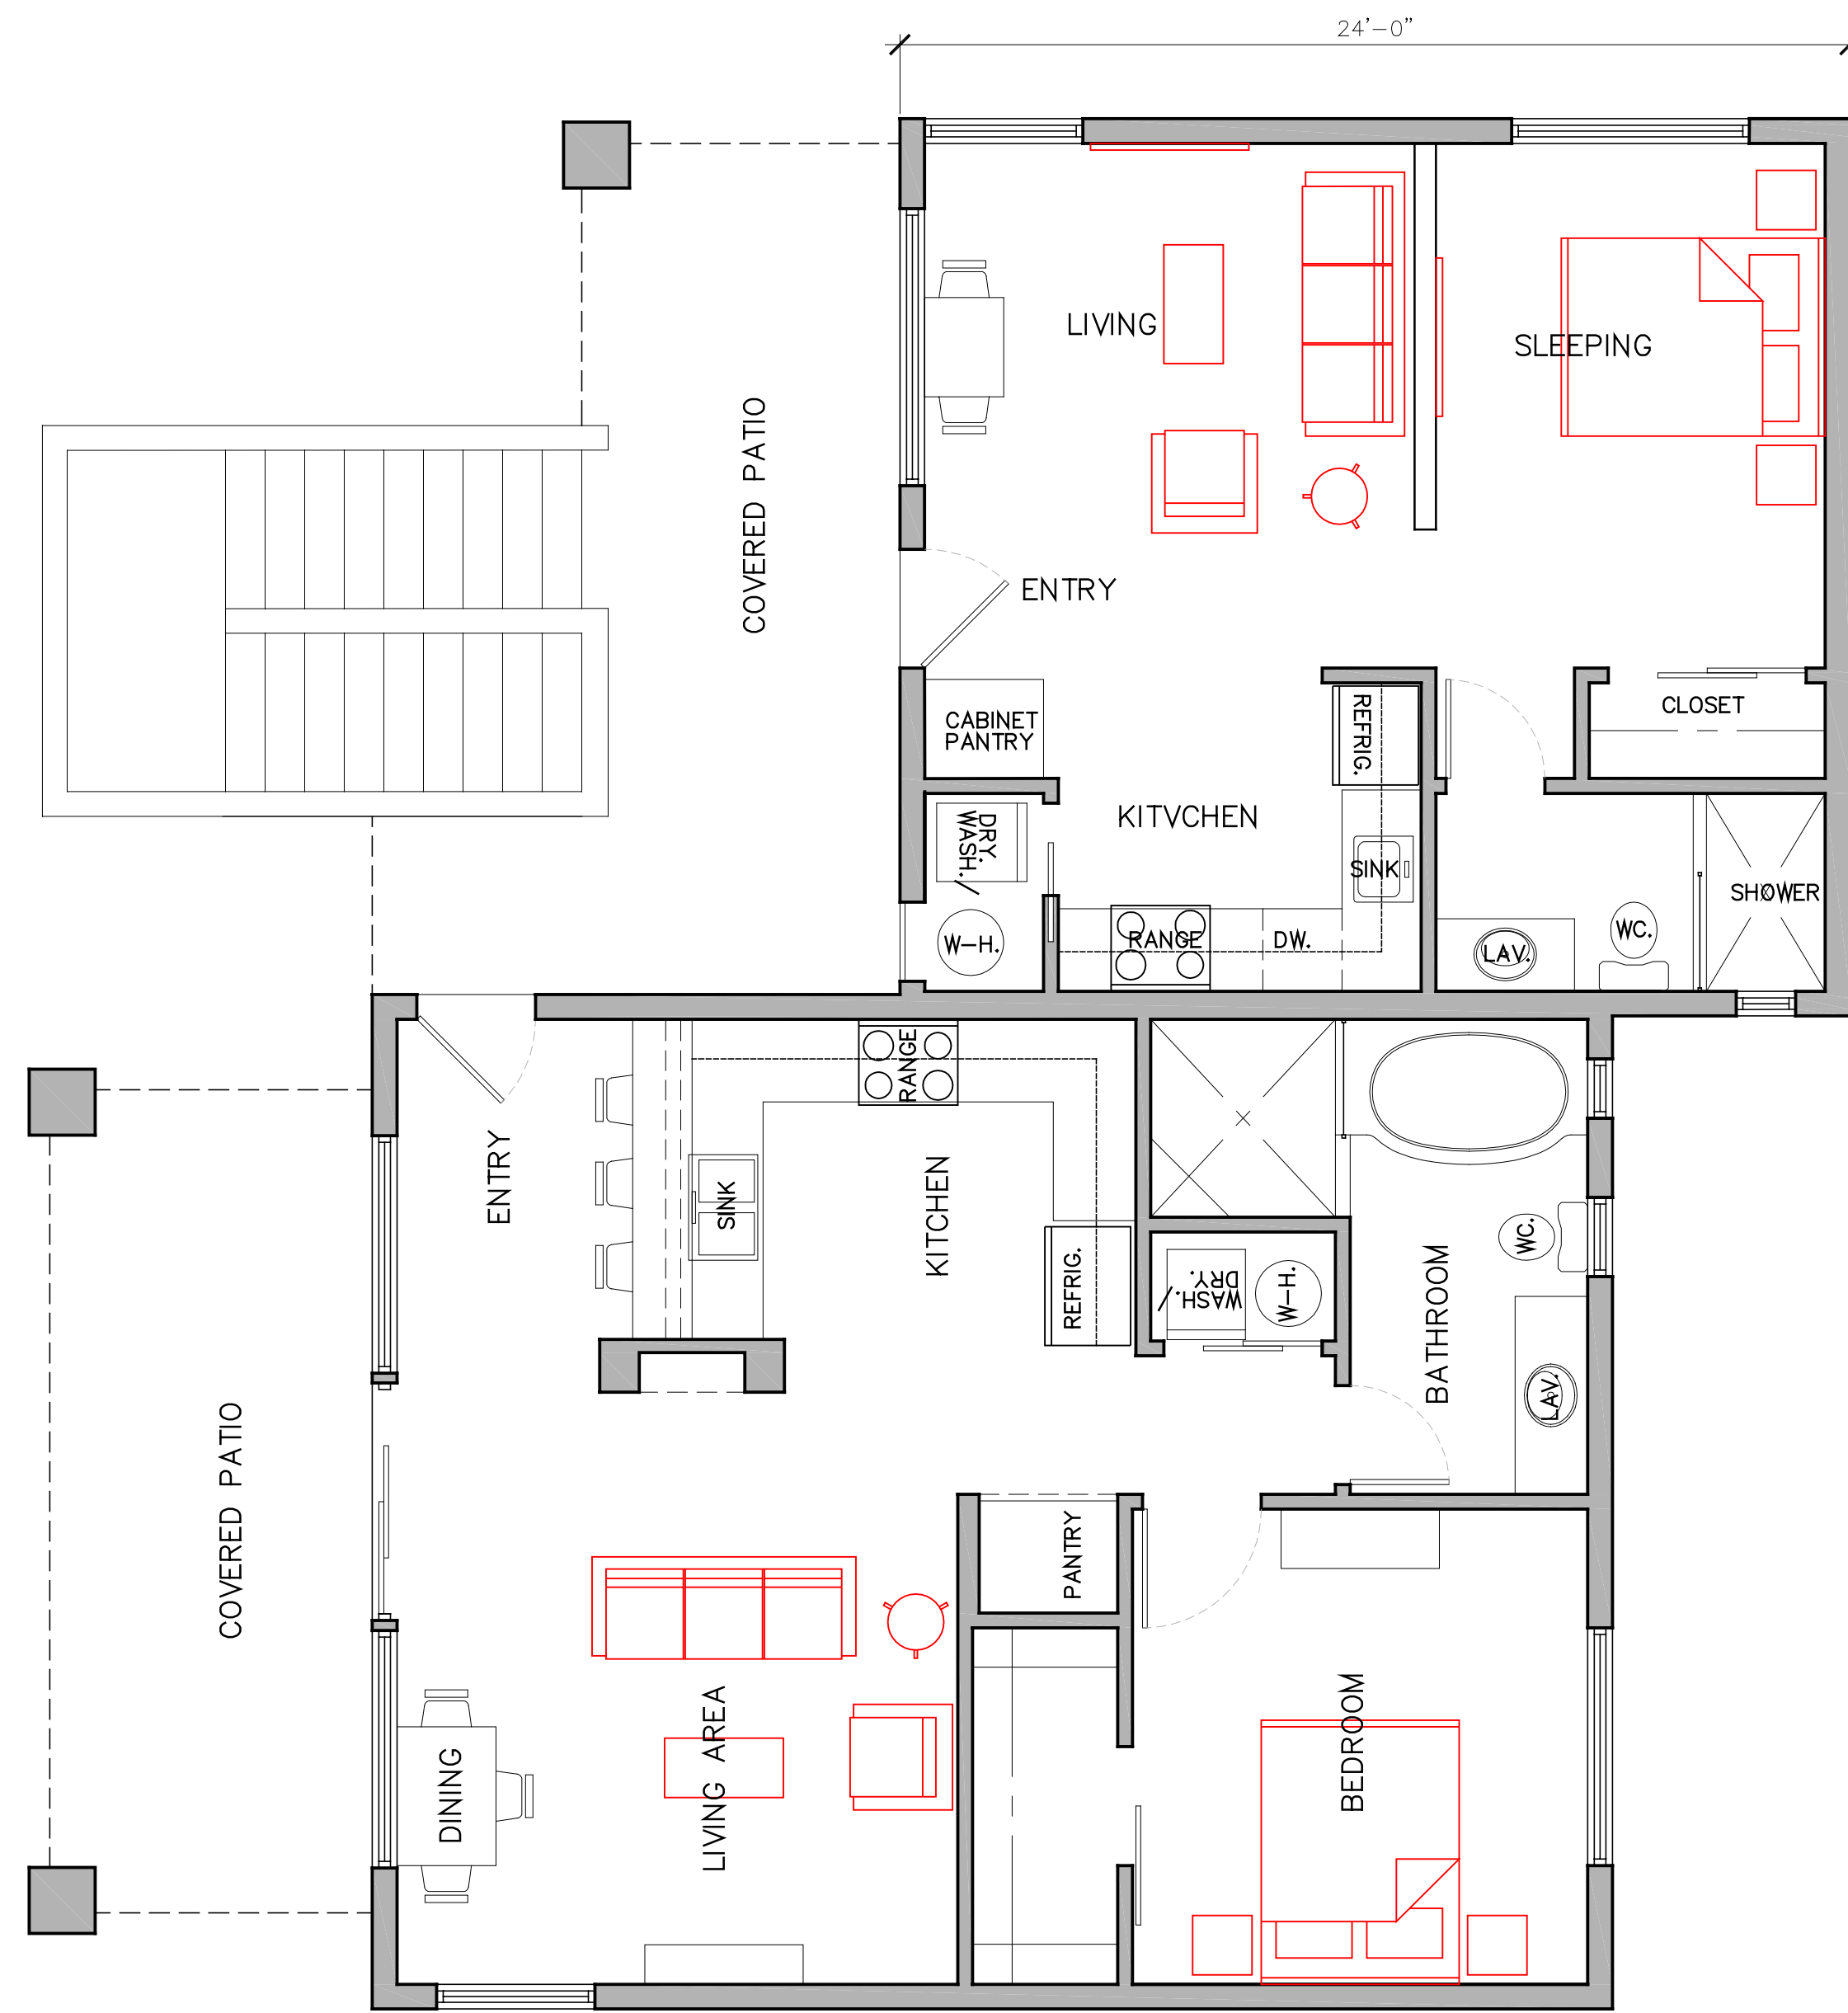 24'-0"
LIVING
SLEEPING
COVERED PATIO
ENTRY
CABINET
PANTRY
REFRIG.
CLOSET
KITVCHEN
WASH./
DRY.
SINK
SHOWER
W-H.
RANGE
DW.
LAV.
WC.
RANGE
ENTRY
SINK
KITCHEN
REFRIG.
WASH./
DRY.
W-H.
BATHROOM
WC.
LAV.
COVERED PATIO
PANTRY
LIVING AREA
DINING
BEDROOM